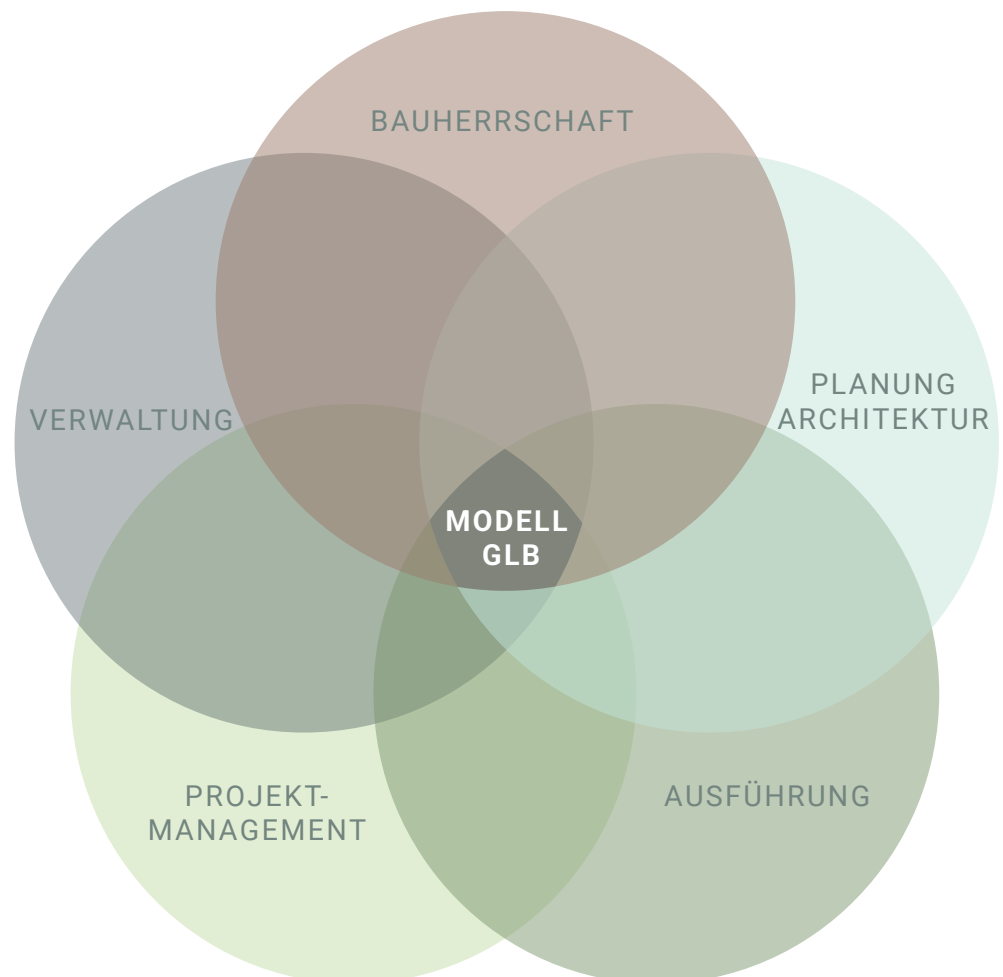 BAUHERRSCHAFT
PLANUNG
ARCHITEKTUR
VERWALTUNG
MODELL
GLB
PROJEKT-
MANAGEMENT
AUSFÜHRUNG